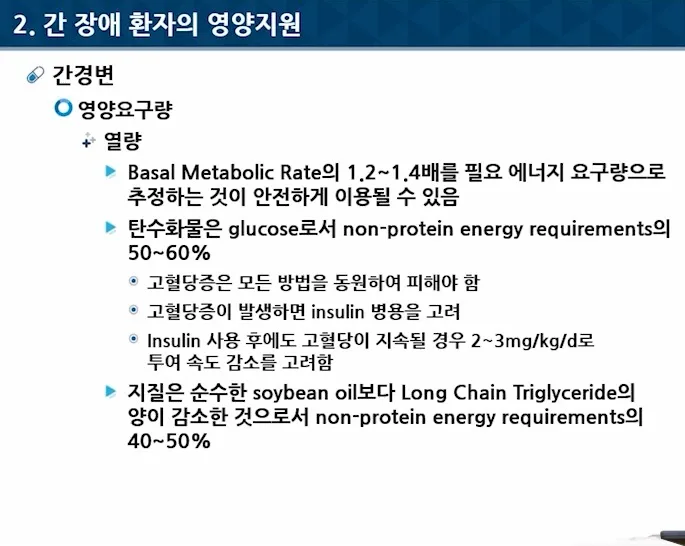 2. 간 장애 환자의 영양지원
간경변
영양요구량
열량
Basal Metabolic Rate의 1.2~1.4배를 필요 에너지 요구량으로
추정하는 것이 안전하게 이용될 수 있음
탄수화물은 glucose로서 non-protein energy requirements의
50~60%
고혈당증은 모든 방법을 동원하여 피해야 함
고혈당증이 발생하면 insulin 병용을 고려
Insulin 사용 후에도 고혈당이 지속될 경우 2~3mg/kg/d로
투여 속도 감소를 고려함
지질은 순수한 soybean oil보다 Long Chain Triglyceride의
양이 감소한 것으로서 non-protein energy requirements의
40~50%